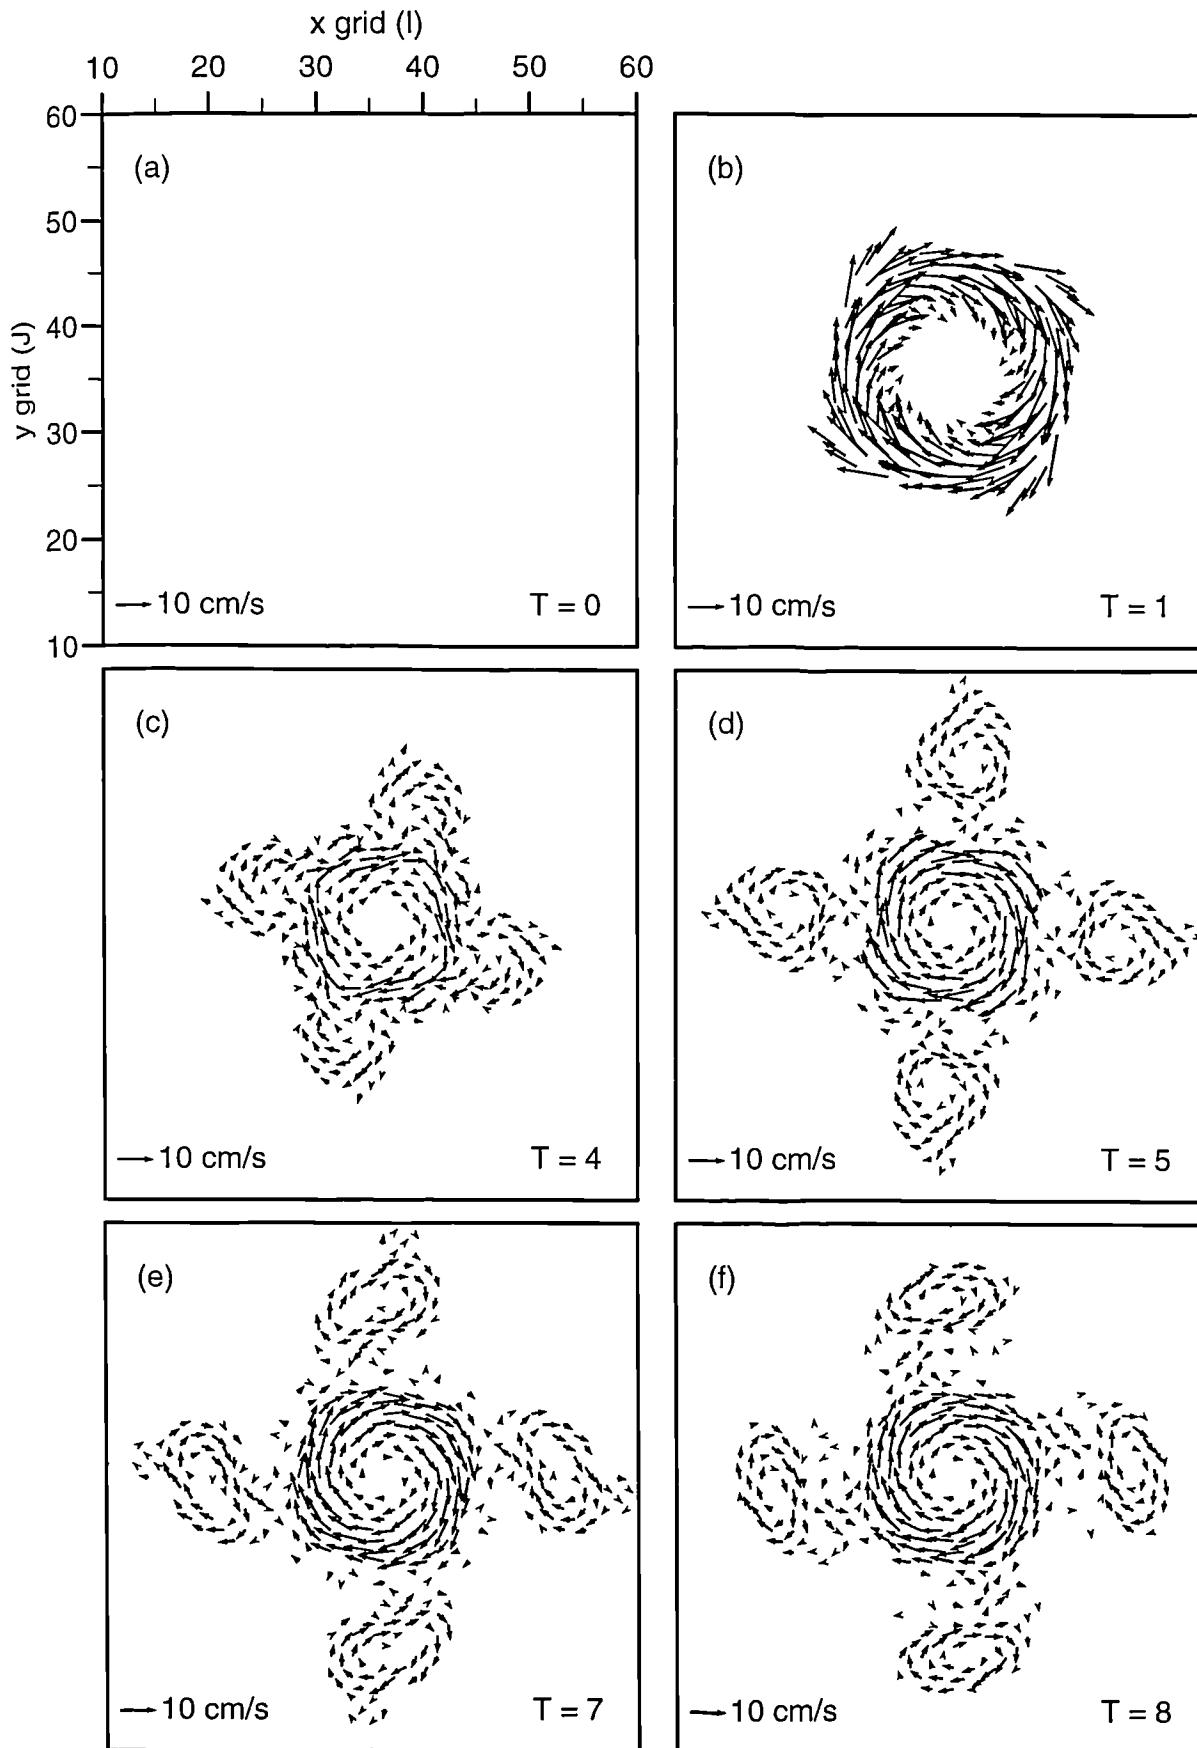 x grid (I)
10 20 30 40 50 60
60
50
40
30
20
10
y grid (J)
(a)
10 cm/s T = 0
(b)
10 cm/s T = 1
(c)
10 cm/s T = 4
(d)
10 cm/s T = 5
(e)
10 cm/s T = 7
(f)
10 cm/s T = 8